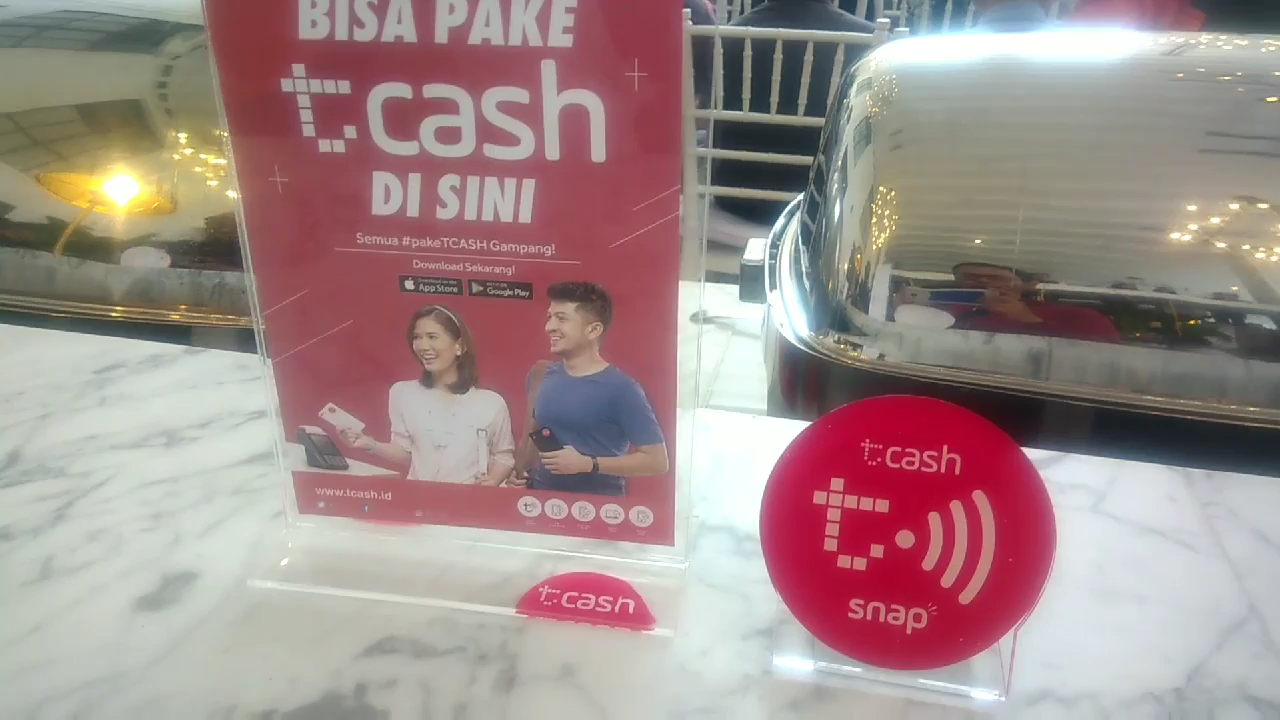 BISA PAKE
tcash
DI SINI
Semua #pakeTCASH Gampang!
Download Sekarang!
App Store
Google Play
www.tcash.id
tcash
tcash
snap